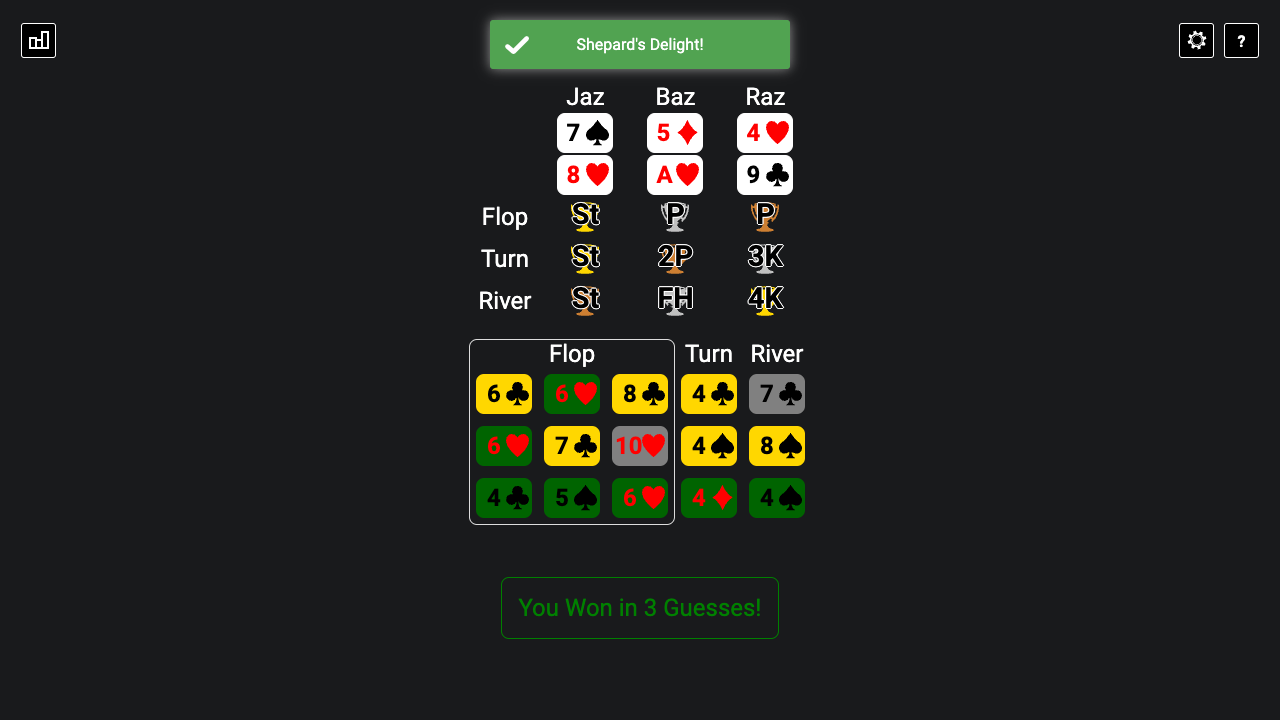 Shepard's Delight!
?
Jaz Baz Raz
7 5 4
8 A 9
Flop St P P
Turn St 2P 3K
River St FH 4K
Flop Turn River
6 6 8 4 7
6 7 10 4 8
4 5 6 4 4
You Won in 3 Guesses!